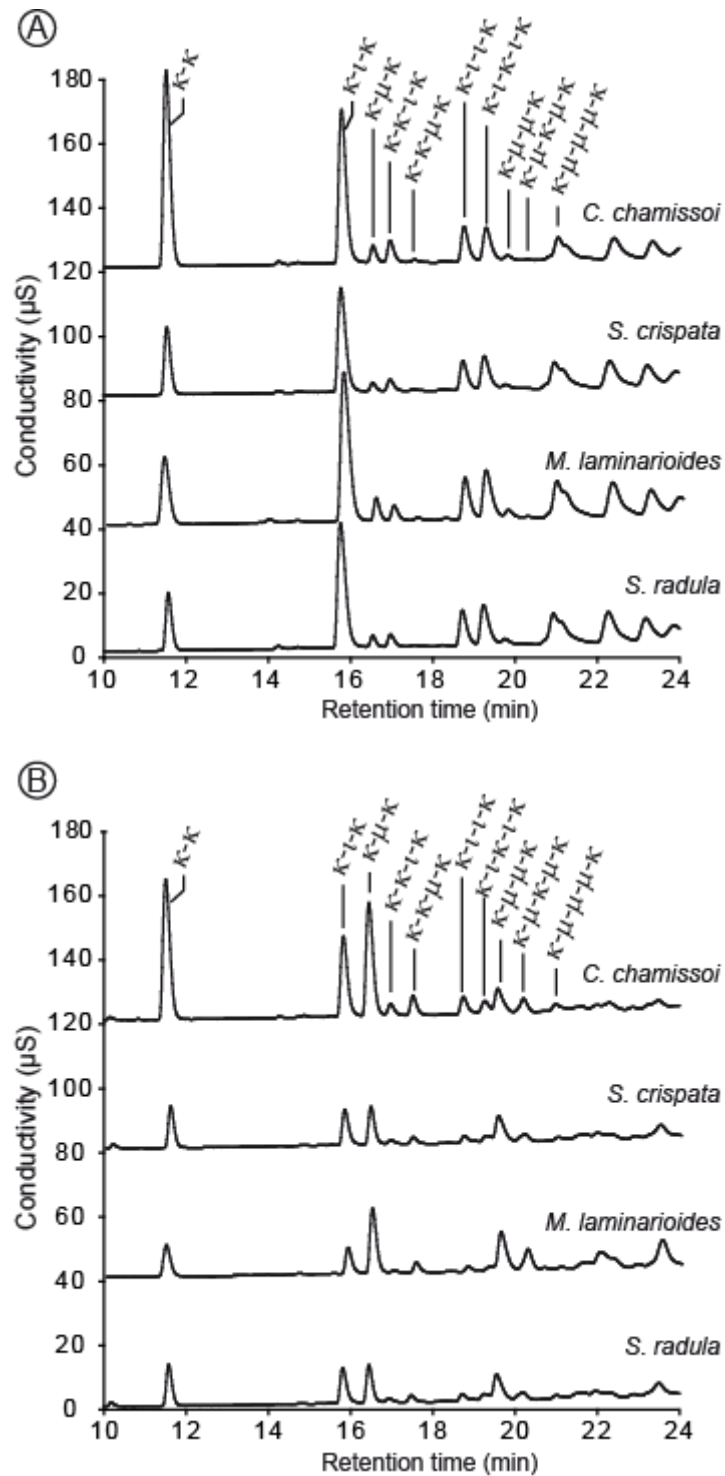 A
κ-κ
κ-ι-κ
κ-μ-κ
κ-κ-ι-κ
κ-κ-μ-κ
κ-ι-ι-κ
κ-ι-κ-ι-κ
κ-μ-μ-κ
κ-μ-κ-μ-κ
κ-μ-μ-μ-κ
180
160
140
120
100
80
60
40
20
0
Conductivity (µS)
C. chamissoi
S. crispata
M. laminarioides
S. radula
10 12 14 16 18 20 22 24
Retention time (min)
B
κ-κ
κ-ι-κ
κ-μ-κ
κ-κ-ι-κ
κ-κ-μ-κ
κ-ι-ι-κ
κ-ι-κ-ι-κ
κ-μ-μ-κ
κ-μ-κ-μ-κ
κ-μ-μ-μ-κ
180
160
140
120
100
80
60
40
20
0
Conductivity (µS)
C. chamissoi
S. crispata
M. laminarioides
S. radula
10 12 14 16 18 20 22 24
Retention time (min)